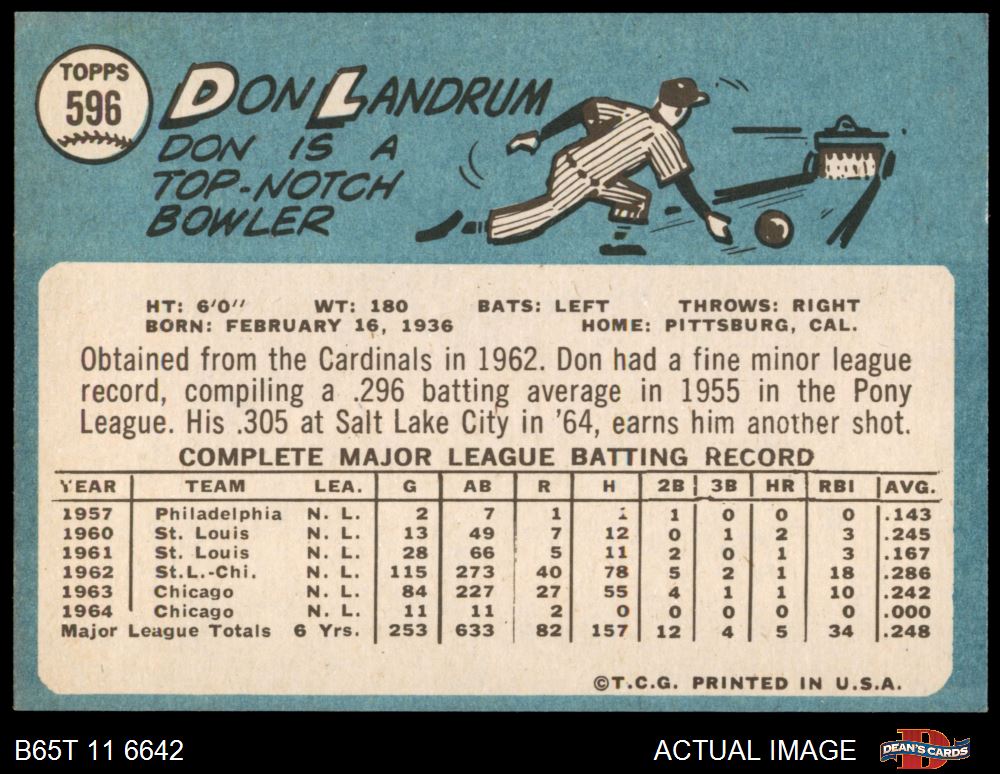 TOPPS
596
DON LANDRUM
DON IS A
TOP-NOTCH
BOWLER
HT: 6'0" WT: 180 BATS: LEFT THROWS: RIGHT
BORN: FEBRUARY 16, 1936 HOME: PITTSBURG, CAL.
Obtained from the Cardinals in 1962. Don had a fine minor league
record, compiling a .296 batting average in 1955 in the Pony
League. His .305 at Salt Lake City in '64, earns him another shot.
COMPLETE MAJOR LEAGUE BATTING RECORD
YEAR TEAM LEA. G AB R H 2B 3B HR RBI AVG.
1957 Philadelphia N. L. 2 7 1 1 1 0 0 0 .143
1960 St. Louis N. L. 13 49 7 12 0 1 2 3 .245
1961 St. Louis N. L. 28 66 5 11 2 0 1 3 .167
1962 St.L.-Chi. N. L. 115 273 40 78 5 2 1 18 .286
1963 Chicago N. L. 84 227 27 55 4 1 1 10 .242
1964 Chicago N. L. 11 11 2 0 0 0 0 0 .000
Major League Totals 6 Yrs. 253 633 82 157 12 4 5 34 .248
©T.C.G. PRINTED IN U.S.A.
B65T 11 6642 ACTUAL IMAGE DEAN'S CARDS